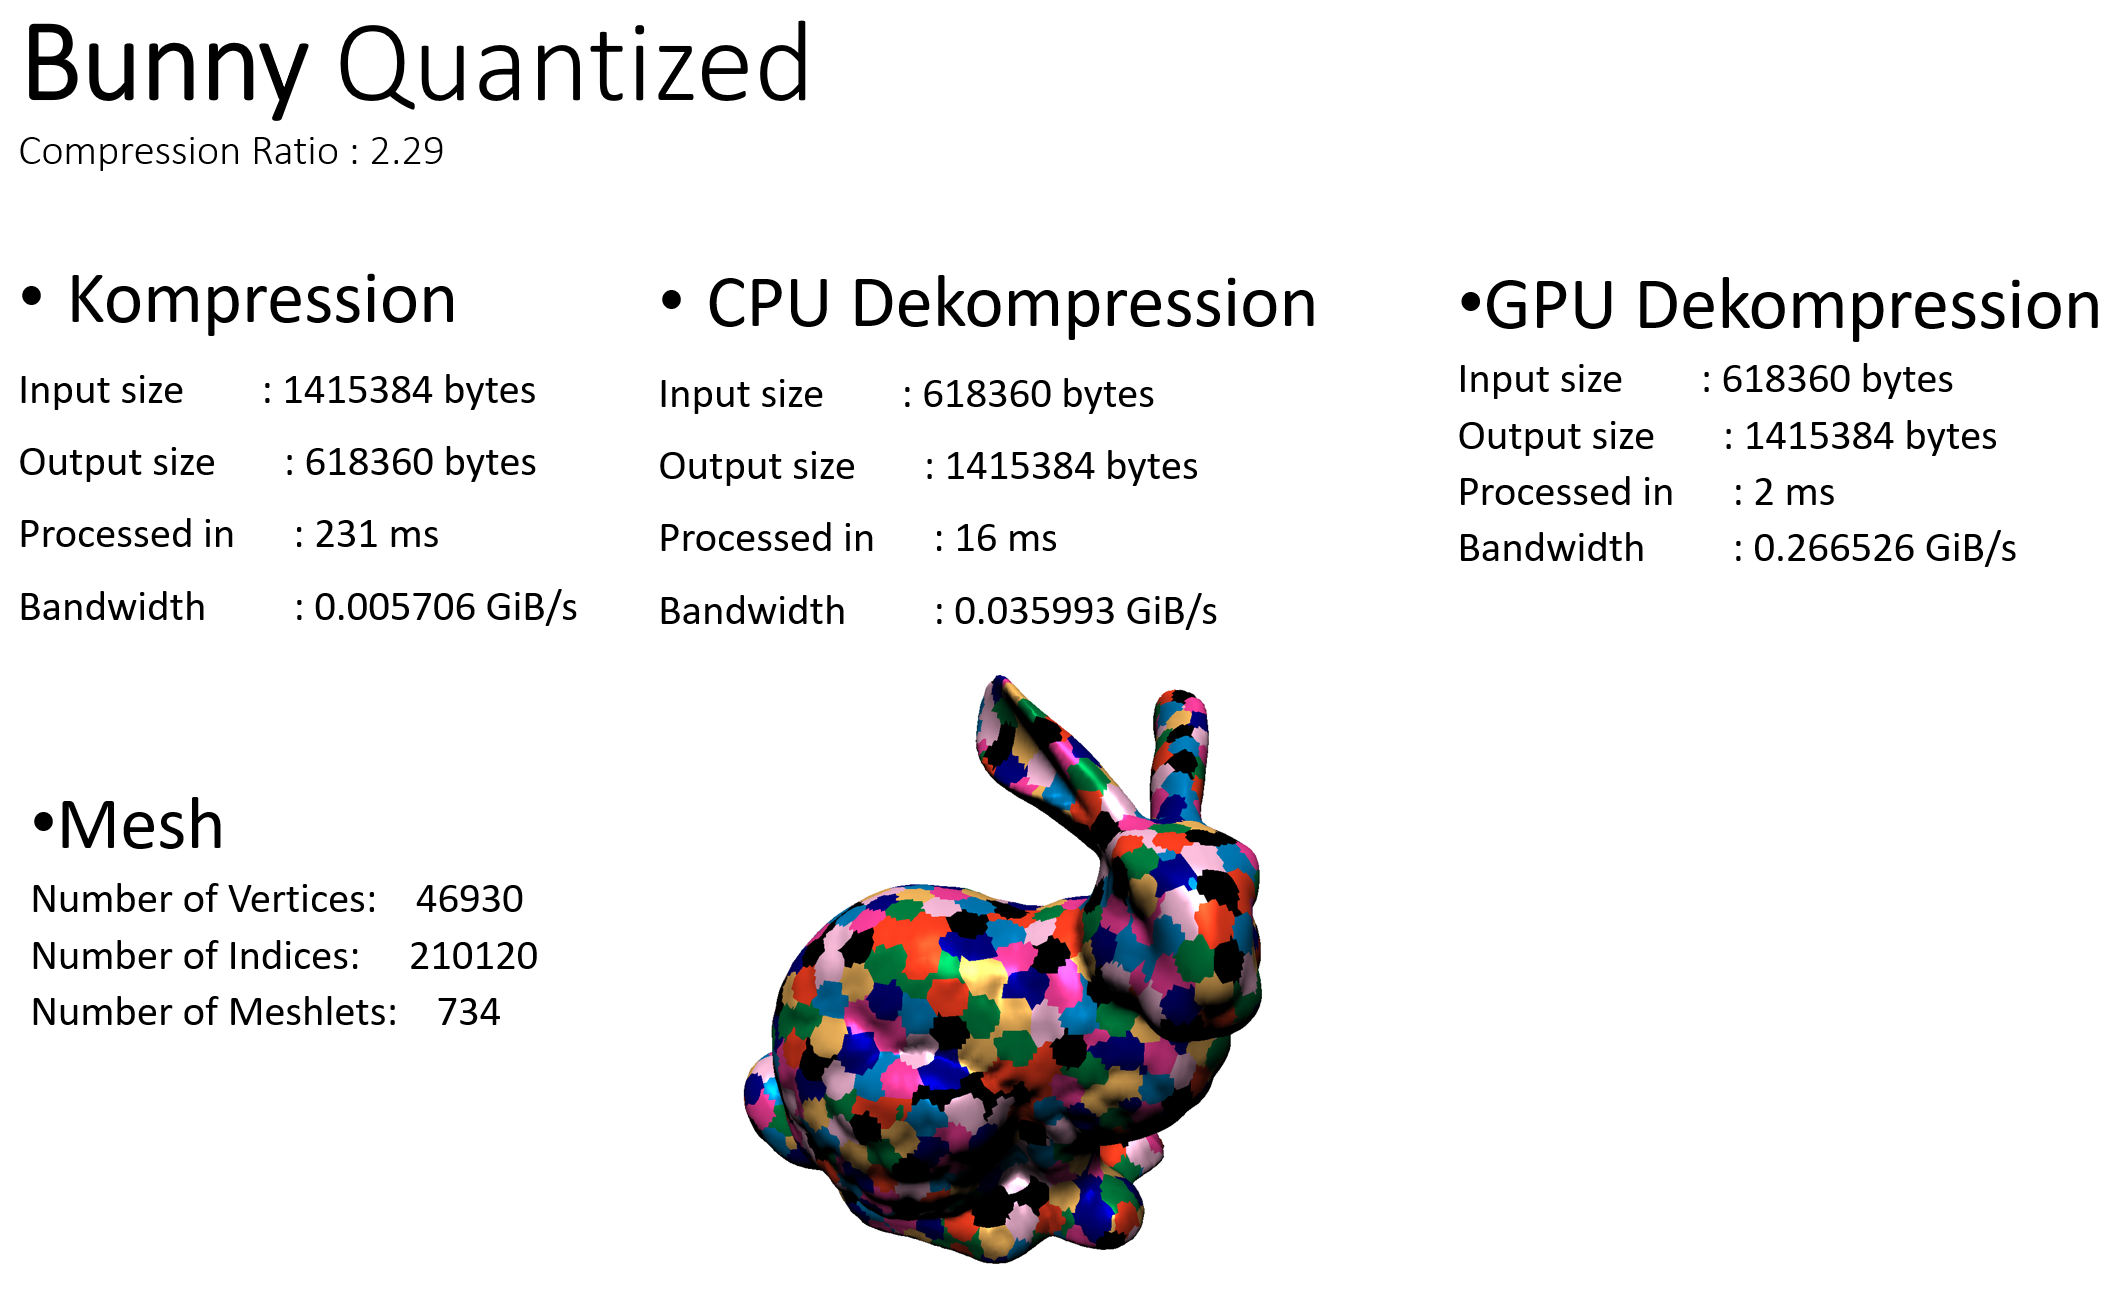 Bunny Quantized
Compression Ratio : 2.29
• Kompression
Input size : 1415384 bytes
Output size : 618360 bytes
Processed in : 231 ms
Bandwidth : 0.005706 GiB/s
• CPU Dekompression
Input size : 618360 bytes
Output size : 1415384 bytes
Processed in : 16 ms
Bandwidth : 0.035993 GiB/s
•GPU Dekompression
Input size : 618360 bytes
Output size : 1415384 bytes
Processed in : 2 ms
Bandwidth : 0.266526 GiB/s
•Mesh
Number of Vertices: 46930
Number of Indices: 210120
Number of Meshlets: 734